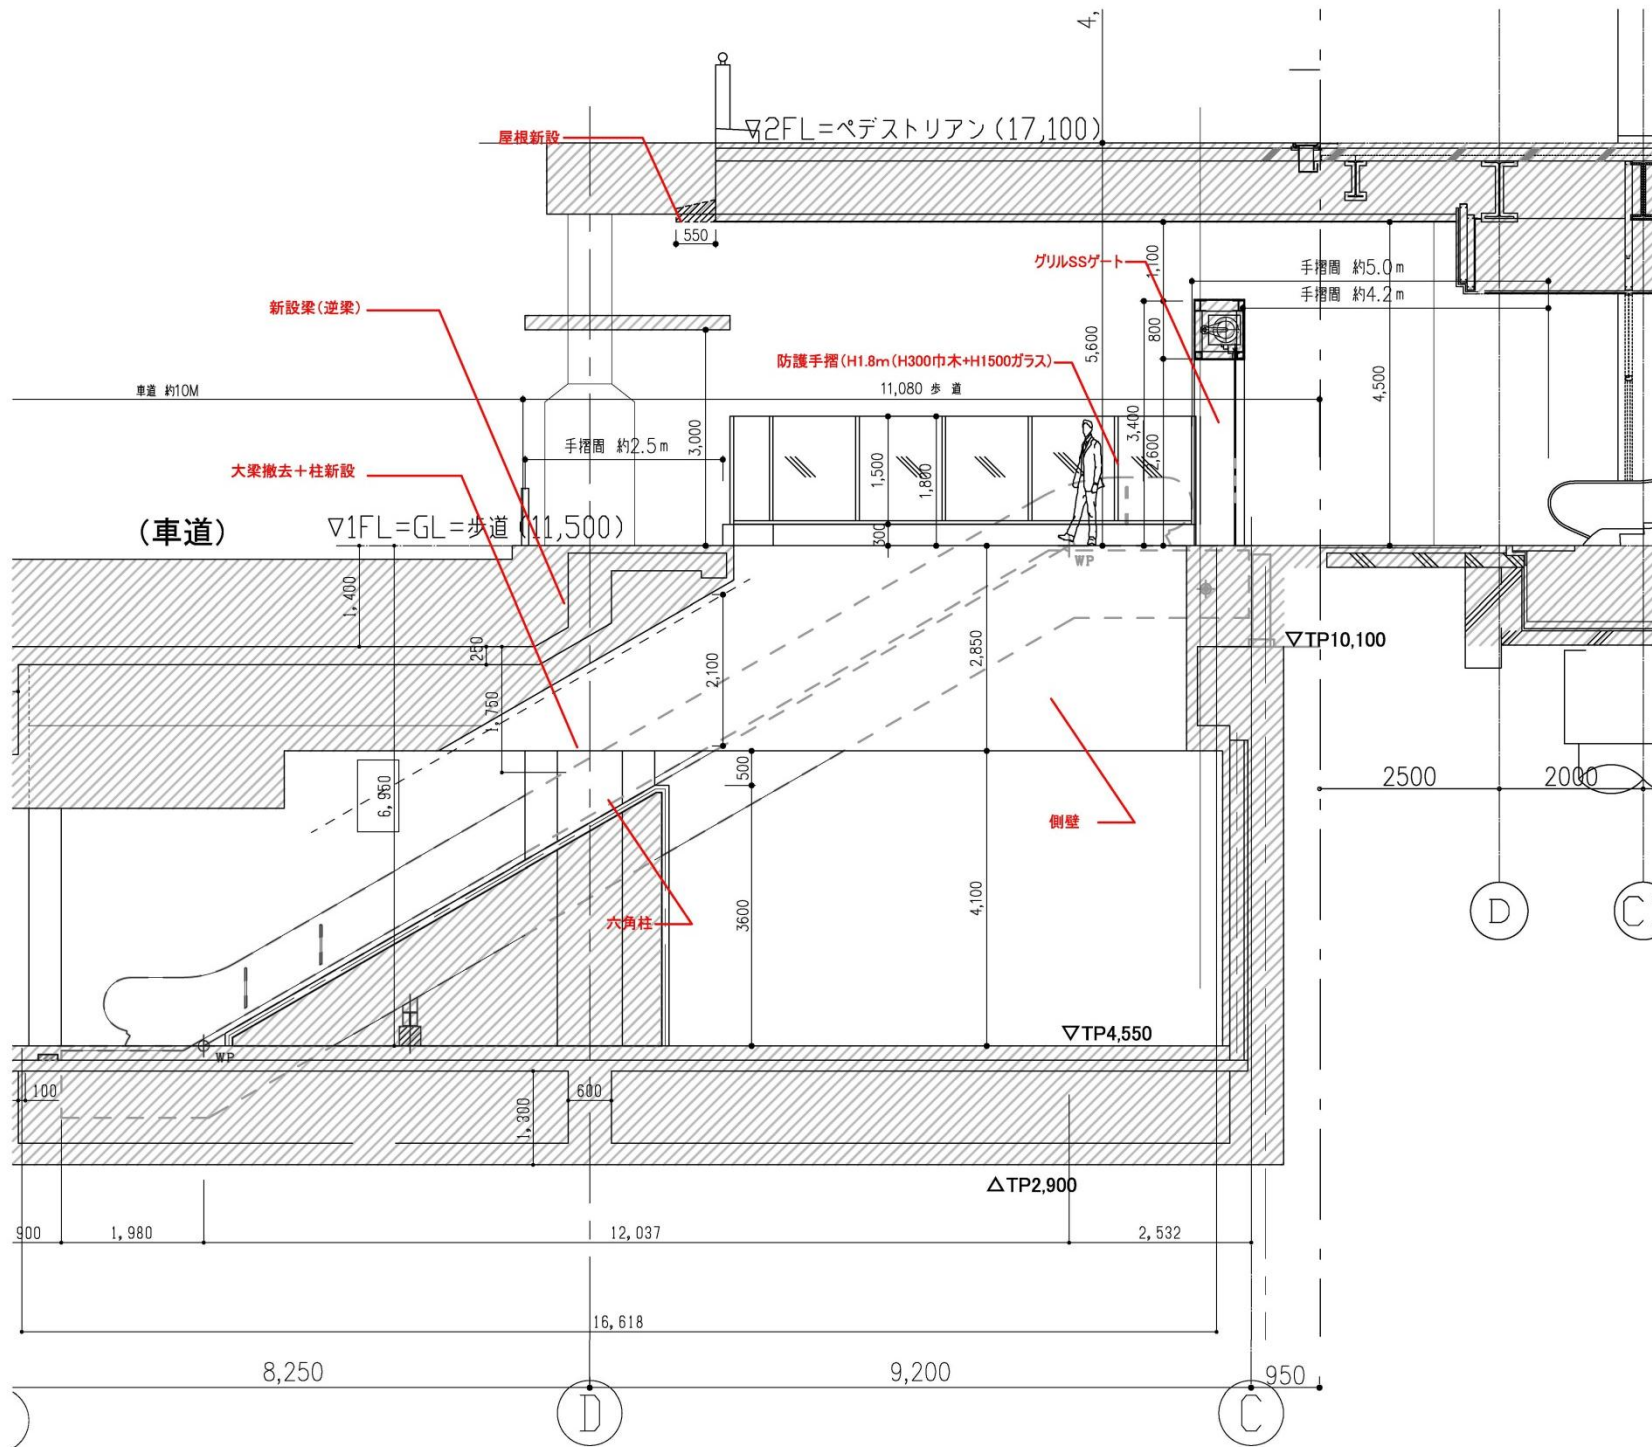 4,
▽2FL=ペデストリアン(17,100)
屋根新設
550
グリルSSゲート
1,100
手摺間 約5.0m
手摺間 約4.2m
新設梁(逆梁)
800
5,600
防護手摺(H1.8m(H300巾木+H1500ガラス)
4,500
車道 約10M
11,080 歩 道
3,400
3,000
手摺間 約2.5m
2,600
大梁撤去+柱新設
1,500
1,800
(車道)
▽1FL=GL=歩道(11,500)
300
WP
1,400
▽TP10,100
250
2,850
2,100
1,750
2500
2000
500
6,950
側壁
D
C
六角柱
3600
4,100
▽TP4,550
WP
100
600
1,300
△TP2,900
900
1,980
12,037
2,532
16,618
8,250
9,200
950
D
C